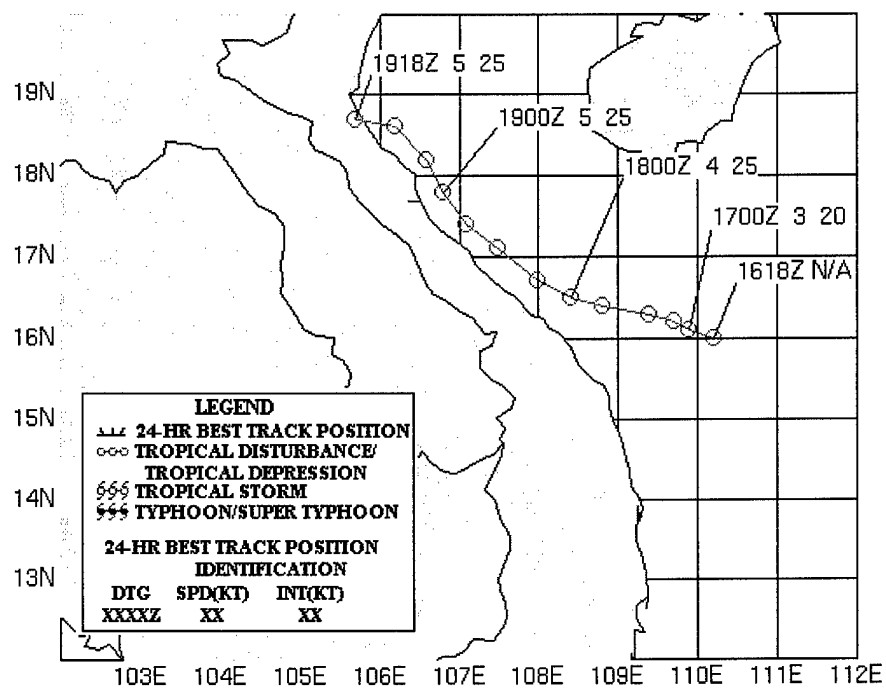 1918Z 5 25
19N
1900Z 5 25
18N
1800Z 4 25
1700Z 3 20
17N
1618Z N/A
16N
15N
14N
13N
LEGEND
24-HR BEST TRACK POSITION
TROPICAL DISTURBANCE/
TROPICAL DEPRESSION
TROPICAL STORM
TYPHOON/SUPER TYPHOON
24-HR BEST TRACK POSITION
IDENTIFICATION
DTG SPD(KT) INT(KT)
XXXXZ XX XX
103E 104E 105E 106E 107E 108E 109E 110E 111E 112E